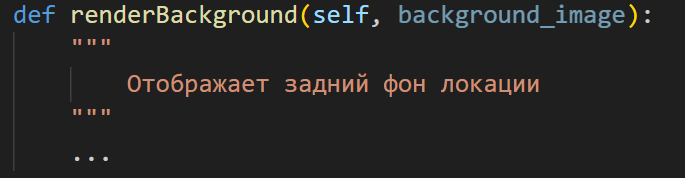 def renderBackground(self, background_image):
"""
Отображает задний фон локации
"""
...